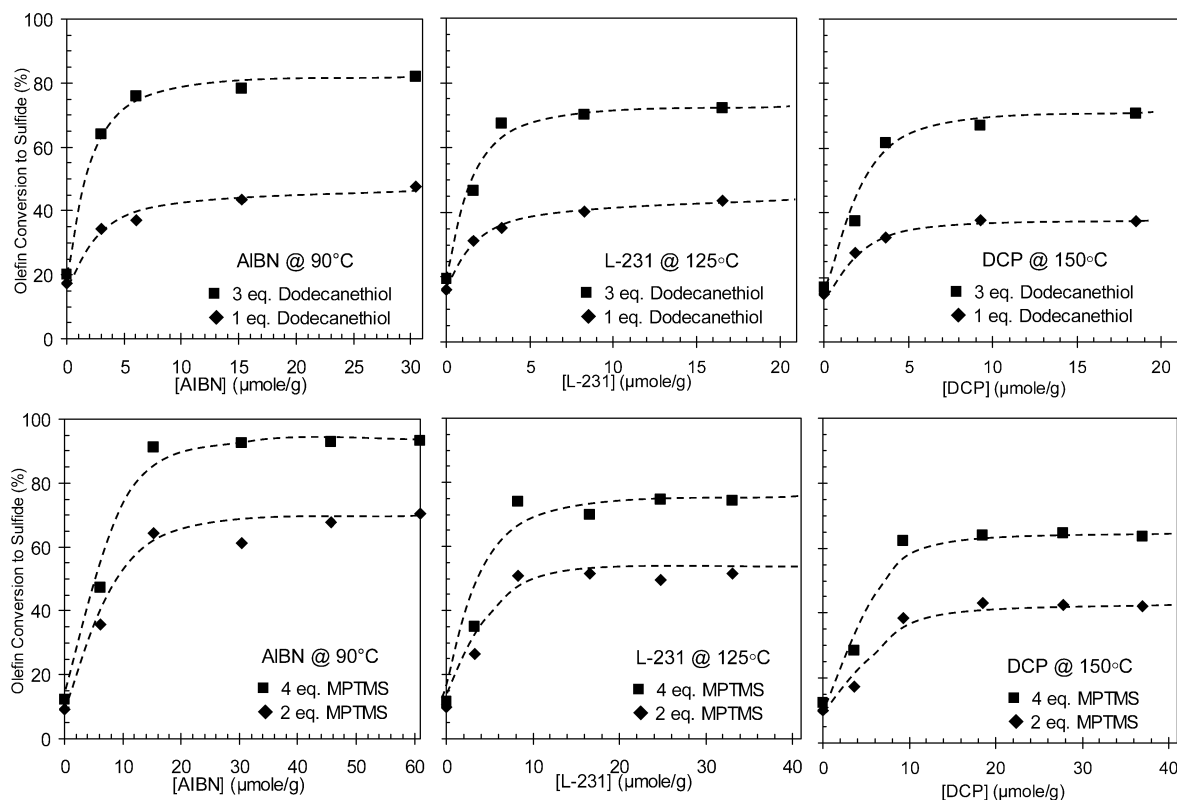 Olefin Conversion to Sulfide (%)
100
80
60
40
20
0
AIBN @ 90°C
3 eq. Dodecanethiol
1 eq. Dodecanethiol
0 5 10 15 20 25 30
[AIBN] (µmole/g)
L-231 @ 125◦C
3 eq. Dodecanethiol
1 eq. Dodecanethiol
0 5 10 15 20
[L-231] (µmole/g)
DCP @ 150◦C
3 eq. Dodecanethiol
1 eq. Dodecanethiol
0 5 10 15 20
[DCP] (µmole/g)
Olefin Conversion to Sulfide (%)
100
80
60
40
20
0
AIBN @ 90°C
4 eq. MPTMS
2 eq. MPTMS
0 10 20 30 40 50 60
[AIBN] (µmole/g)
L-231 @ 125◦C
4 eq. MPTMS
2 eq. MPTMS
0 10 20 30 40
[L-231] (µmole/g)
DCP @ 150◦C
4 eq. MPTMS
2 eq. MPTMS
0 10 20 30 40
[DCP] (µmole/g)